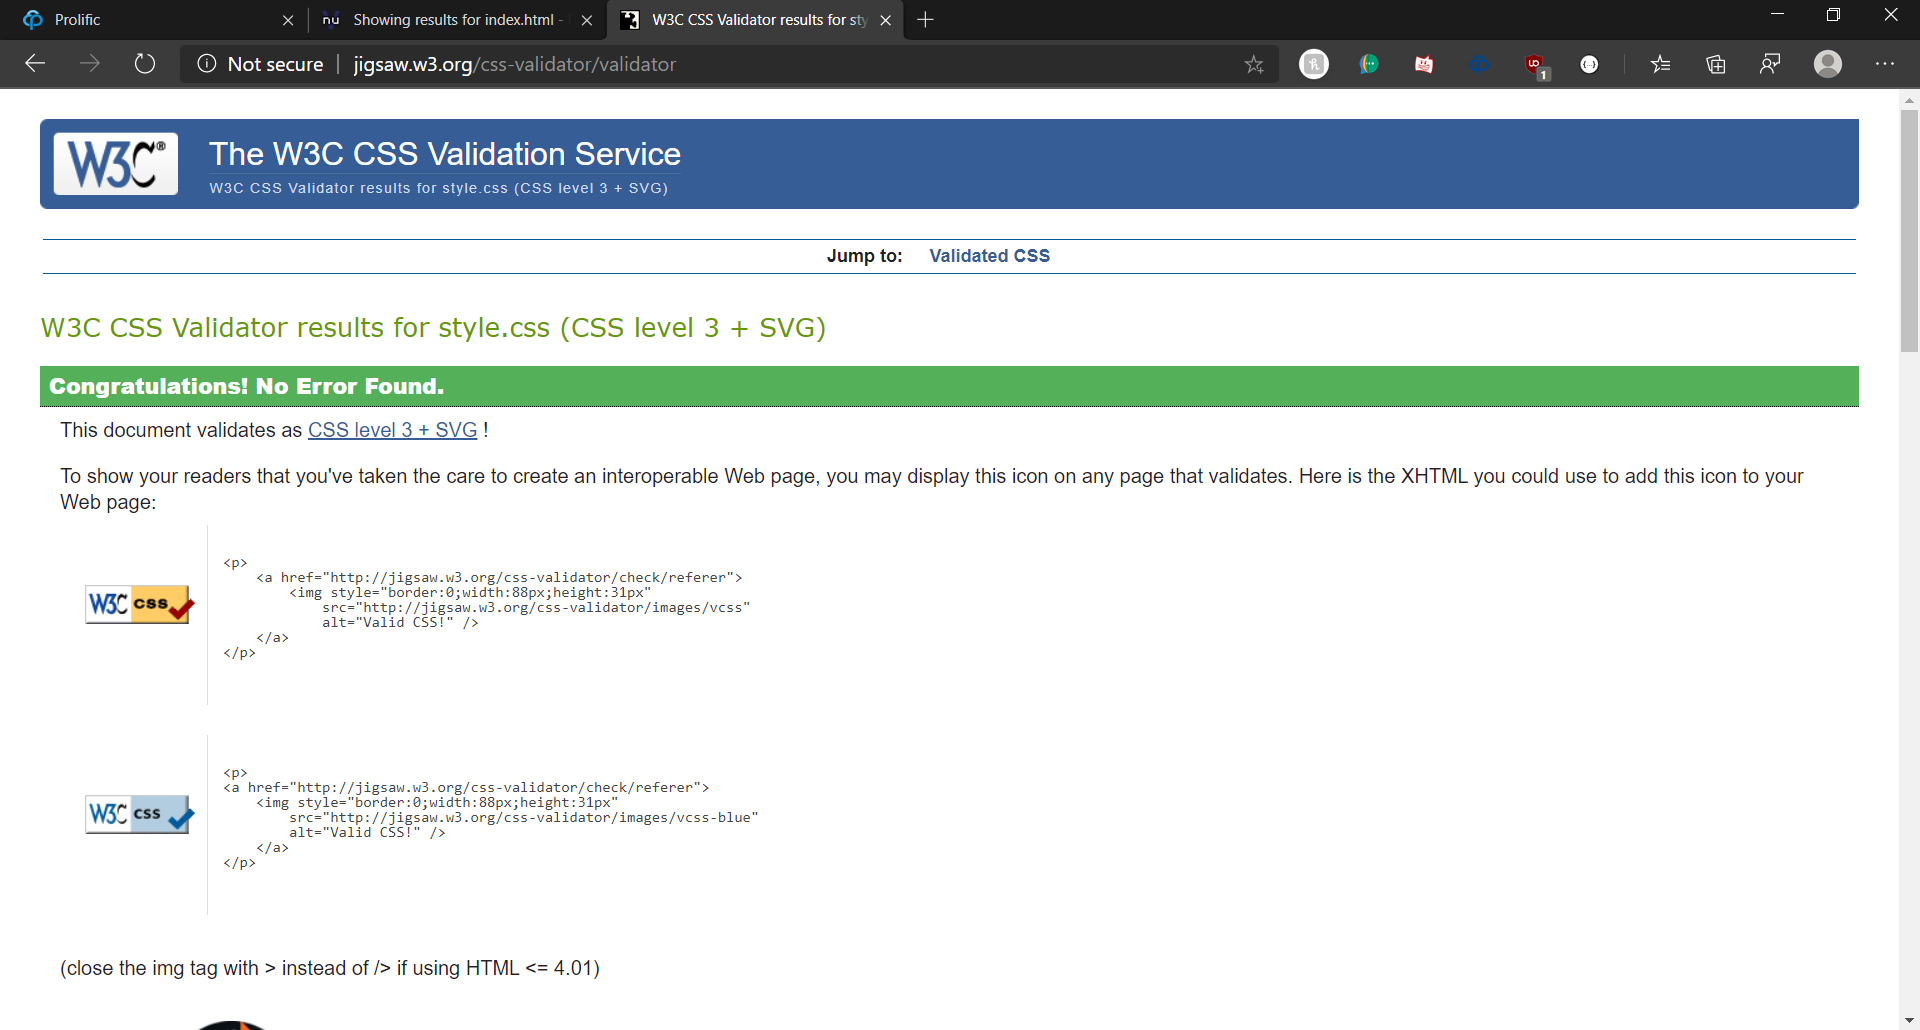 Prolific
Showing results for index.html -
W3C CSS Validator results for sty
Not secure
jigsaw.w3.org/css-validator/validator
1
W3C®
The W3C CSS Validation Service
W3C CSS Validator results for style.css (CSS level 3 + SVG)
Jump to: Validated CSS
W3C CSS Validator results for style.css (CSS level 3 + SVG)
Congratulations! No Error Found.
This document validates as CSS level 3 + SVG !
To show your readers that you've taken the care to create an interoperable Web page, you may display this icon on any page that validates. Here is the XHTML you could use to add this icon to your
Web page:
W3C css
<p>
<a href="http://jigsaw.w3.org/css-validator/check/referer">
<img style="border:0;width:88px;height:31px"
src="http://jigsaw.w3.org/css-validator/images/vcss"
alt="Valid CSS!" />
</a>
</p>
W3C css
<p>
<a href="http://jigsaw.w3.org/css-validator/check/referer">
<img style="border:0;width:88px;height:31px"
src="http://jigsaw.w3.org/css-validator/images/vcss-blue"
alt="Valid CSS!" />
</a>
</p>
(close the img tag with > instead of /> if using HTML <= 4.01)